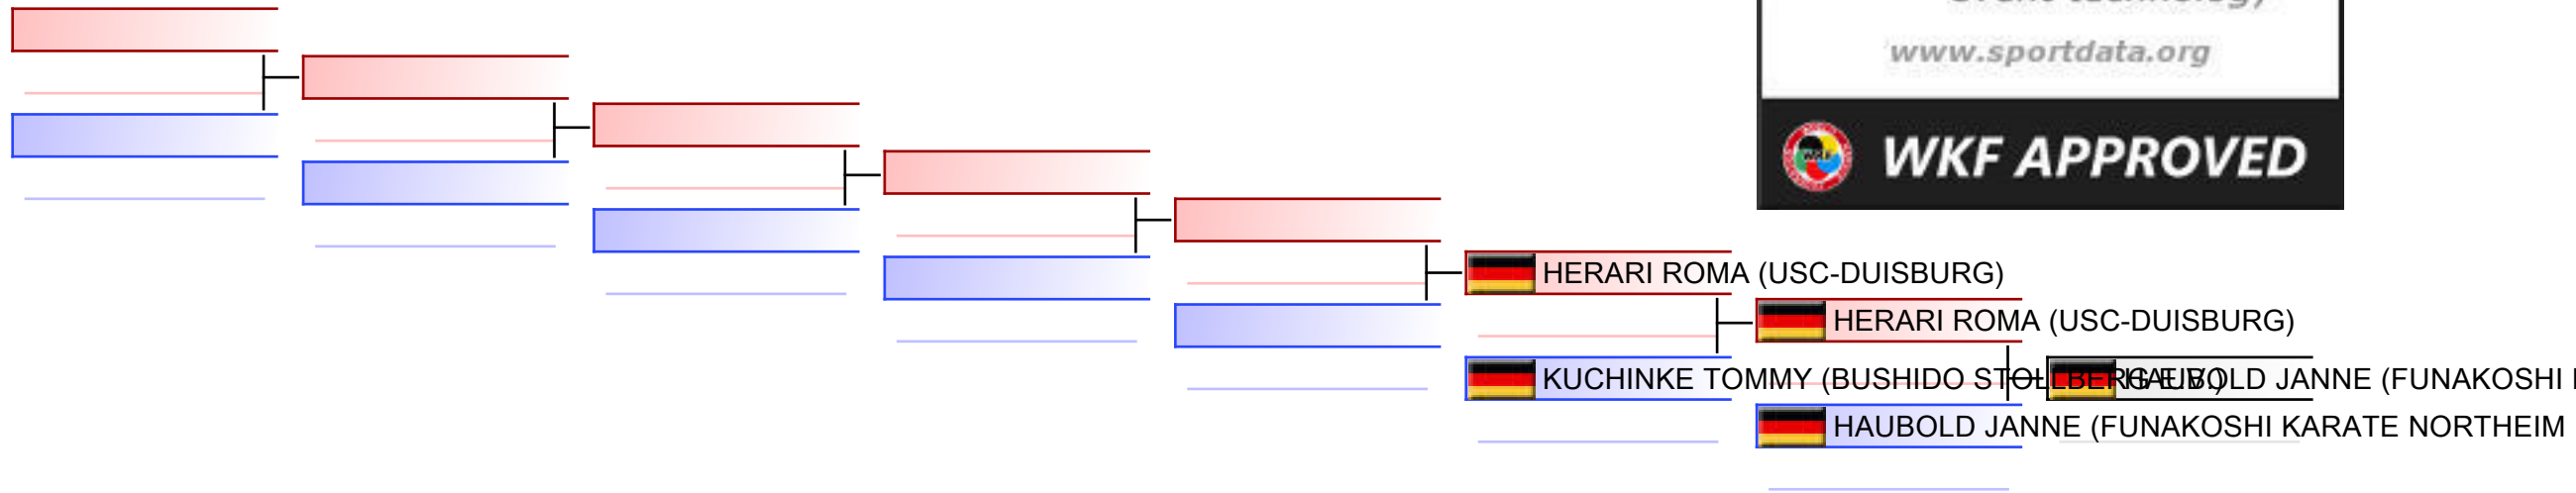 www.sportdata.org
WKF APPROVED
HERARI ROMA (USC-DUISBURG)
HERARI ROMA (USC-DUISBURG)
KUCHINKE TOMMY (BUSHIDO STOLLBERG E.V.)
HAUBOLD JANNE (FUNAKOSHI
HAUBOLD JANNE (FUNAKOSHI KARATE NORTHEIM